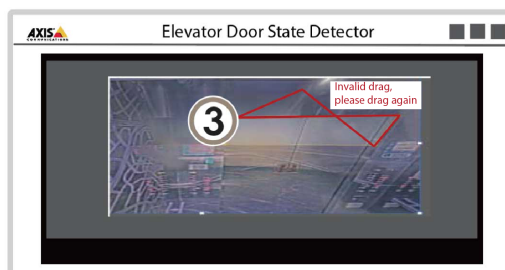 AXIS
COMMUNICATIONS
Elevator Door State Detector
Invalid drag,
please drag again
3